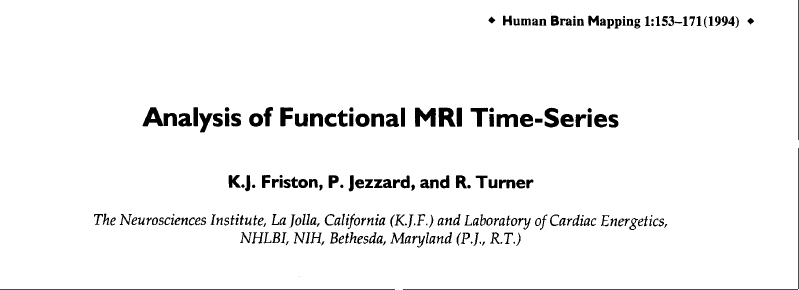 ◆ Human Brain Mapping 1:153–171(1994) ◆
Analysis of Functional MRI Time-Series
K.J. Friston, P. Jezzard, and R. Turner
The Neurosciences Institute, La Jolla, California (K.J.F.) and Laboratory of Cardiac Energetics,
NHLBI, NIH, Bethesda, Maryland (P.J., R.T.)